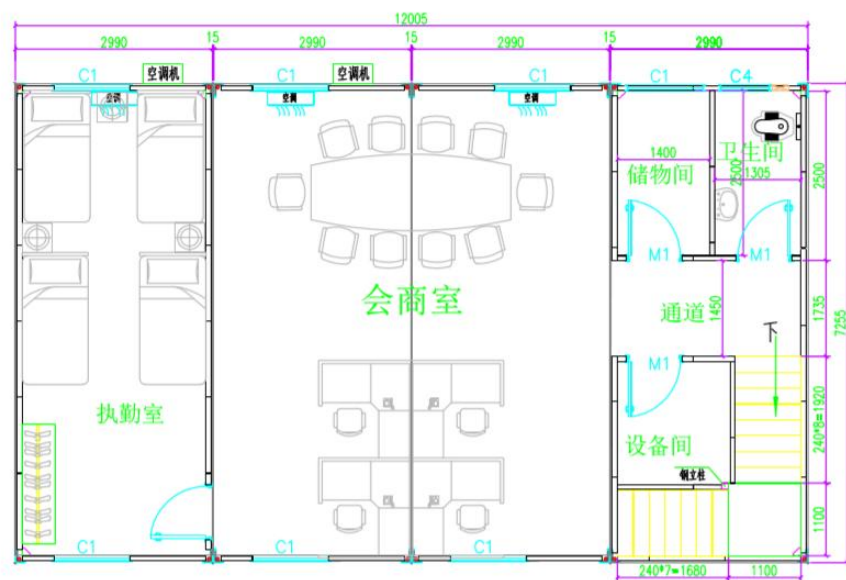 12005
2990 15 2990 15 2990 15 2990
C1 空调机 C1 空调机 C1 C1 C4
空调 空调 空调
1400
储物间
卫生间
1305
2500
2500
M1 M1
会商室
通道
1450
下
1735
7255
M1
执勤室
设备间
240*8=1920
钢立柱
1100
C1 C1 C1
240*7=1680 1100